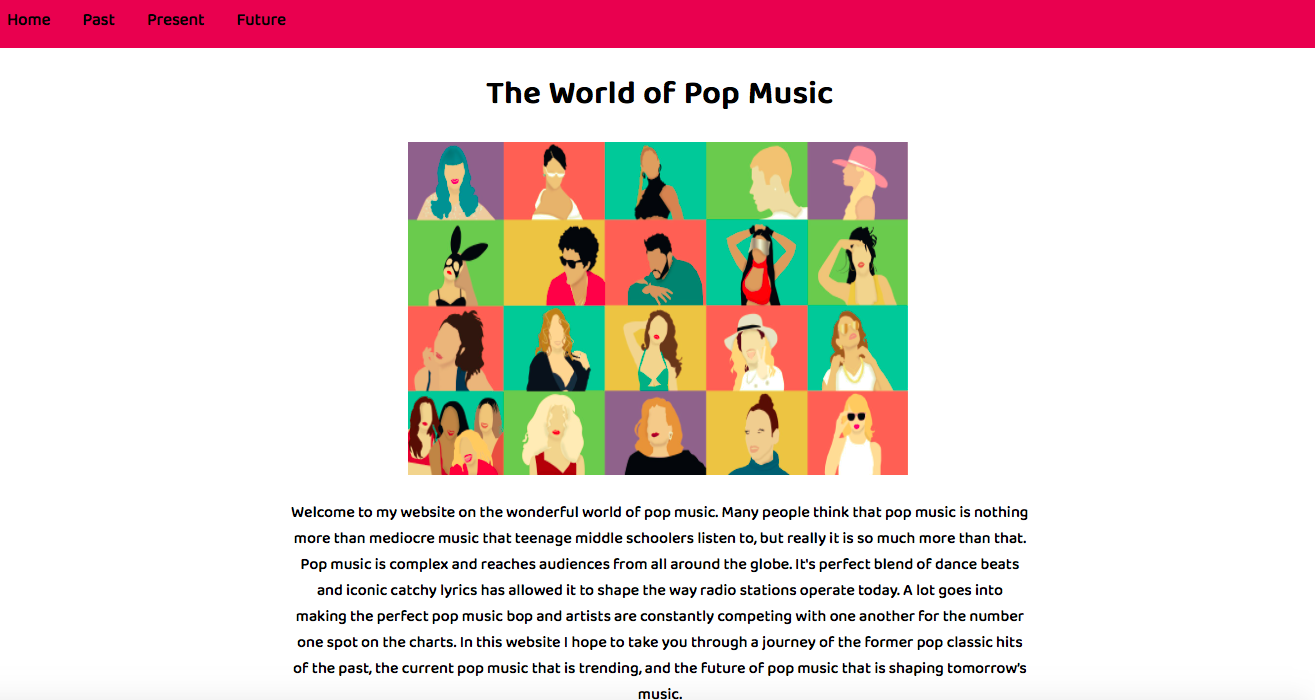 Home Past Present Future
The World of Pop Music
Welcome to my website on the wonderful world of pop music. Many people think that pop music is nothing
more than mediocre music that teenage middle schoolers listen to, but really it is so much more than that.
Pop music is complex and reaches audiences from all around the globe. It's perfect blend of dance beats
and iconic catchy lyrics has allowed it to shape the way radio stations operate today. A lot goes into
making the perfect pop music bop and artists are constantly competing with one another for the number
one spot on the charts. In this website I hope to take you through a journey of the former pop classic hits
of the past, the current pop music that is trending, and the future of pop music that is shaping tomorrow's
music.